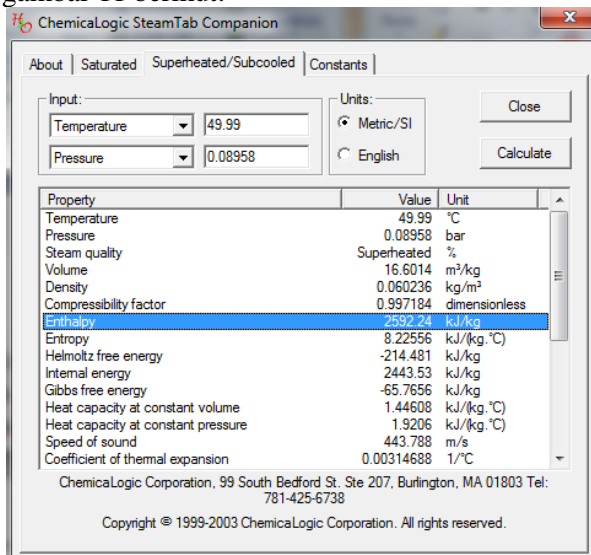 gambar 11 berikut.
ChemicaLogic SteamTab Companion
About Saturated Superheated/Subcooled Constants
Input: Units:
Temperature 49.99 Metric/SI Close
Pressure 0.08958 English Calculate
Property Value Unit
Temperature 49.99 °C
Pressure 0.08958 bar
Steam quality Superheated %
Volume 16.6014 m³/kg
Density 0.060236 kg/m³
Compressibility factor 0.997184 dimensionless
Enthalpy 2592.24 kJ/kg
Entropy 8.22556 kJ/(kg.°C)
Helmoltz free energy -214.481 kJ/kg
Internal energy 2443.53 kJ/kg
Gibbs free energy -65.7656 kJ/kg
Heat capacity at constant volume 1.44608 kJ/(kg.°C)
Heat capacity at constant pressure 1.9206 kJ/(kg.°C)
Speed of sound 443.788 m/s
Coefficient of thermal expansion 0.00314688 1/°C
ChemicaLogic Corporation, 99 South Bedford St. Ste 207, Burlington, MA 01803 Tel:
781-425-6738
Copyright © 1999-2003 ChemicaLogic Corporation. All rights reserved.